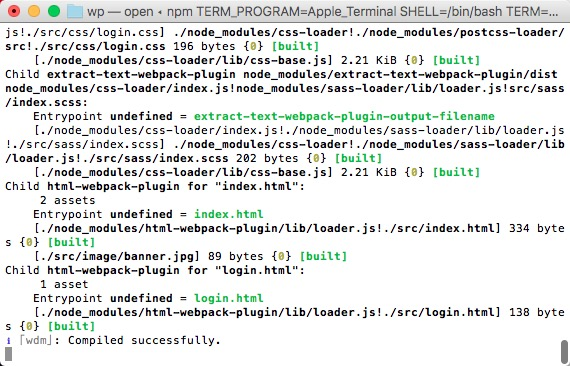 wp — open ◂ npm TERM_PROGRAM=Apple_Terminal SHELL=/bin/bash TERM=...
js!./src/css/login.css] ./node_modules/css-loader!./node_modules/postcss-loader/
src!./src/css/login.css 196 bytes {0} [built]
[./node_modules/css-loader/lib/css-base.js] 2.21 KiB {0} [built]
Child extract-text-webpack-plugin node_modules/extract-text-webpack-plugin/dist
node_modules/css-loader/index.js!node_modules/sass-loader/lib/loader.js!src/sass
/index.scss:
Entrypoint undefined = extract-text-webpack-plugin-output-filename
[./node_modules/css-loader/index.js!./node_modules/sass-loader/lib/loader.js
!./src/sass/index.scss] ./node_modules/css-loader!./node_modules/sass-loader/lib
/loader.js!./src/sass/index.scss 202 bytes {0} [built]
[./node_modules/css-loader/lib/css-base.js] 2.21 KiB {0} [built]
Child html-webpack-plugin for "index.html":
2 assets
Entrypoint undefined = index.html
[./node_modules/html-webpack-plugin/lib/loader.js!./src/index.html] 334 byte
s {0} [built]
[./src/image/banner.jpg] 89 bytes {0} [built]
Child html-webpack-plugin for "login.html":
1 asset
Entrypoint undefined = login.html
[./node_modules/html-webpack-plugin/lib/loader.js!./src/login.html] 138 byte
s {0} [built]
ℹ ｢wdm｣: Compiled successfully.